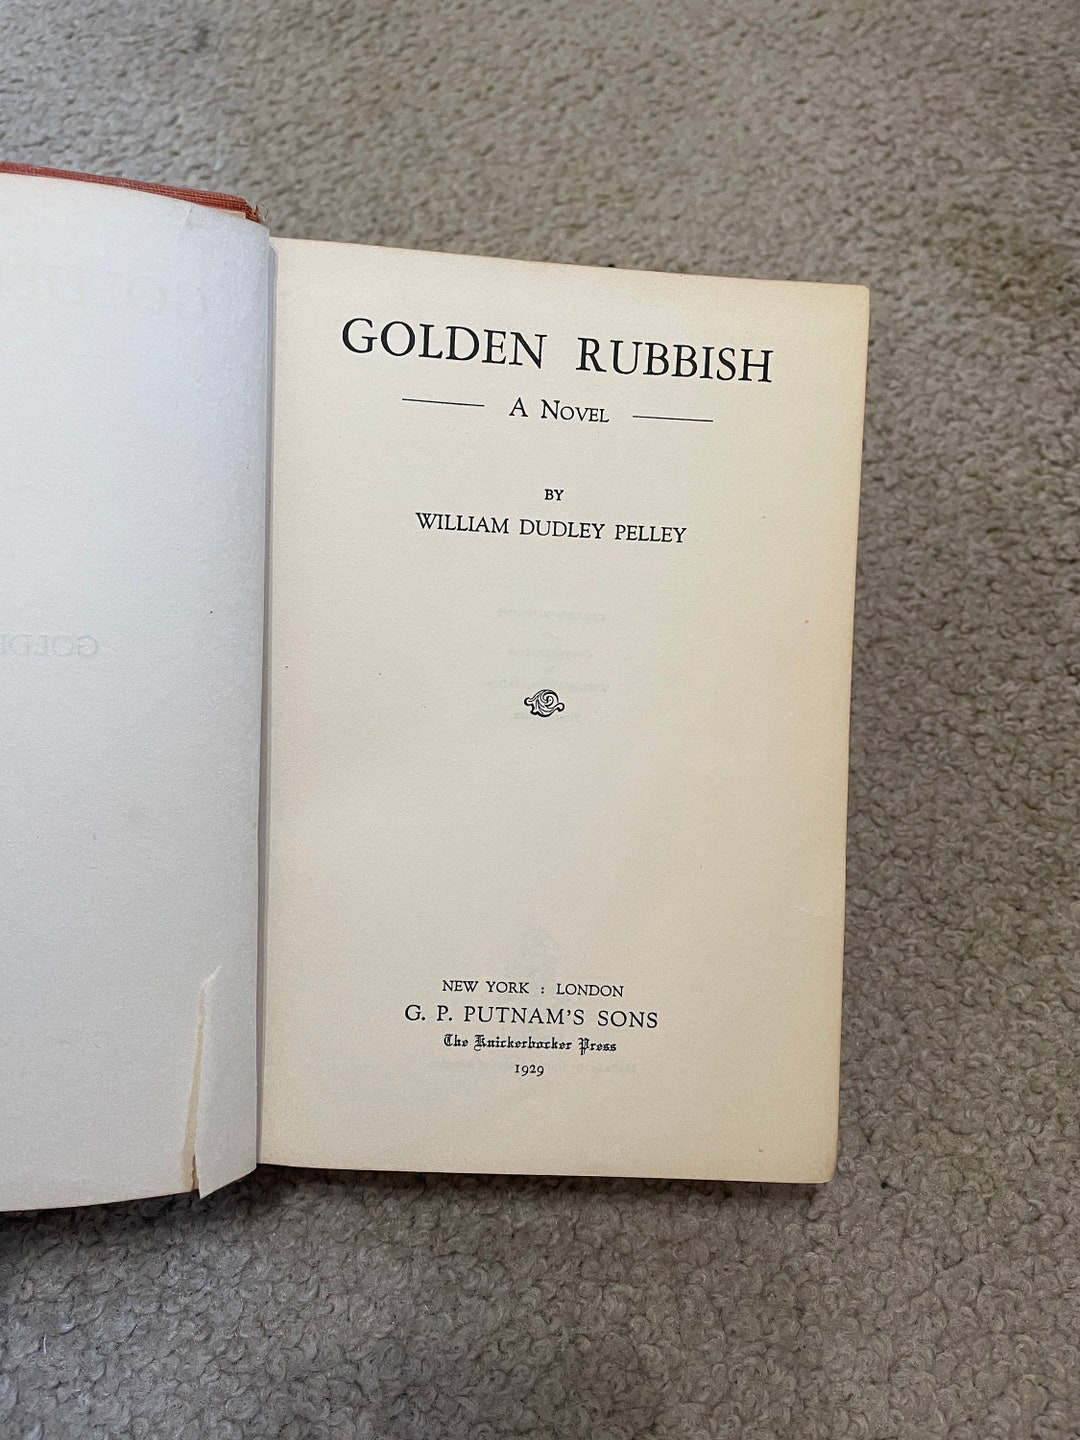 GOLDEN RUBBISH
A NOVEL
BY
WILLIAM DUDLEY PELLEY
NEW YORK : LONDON
G. P. PUTNAM'S SONS
The Knickerbocker Press
1929